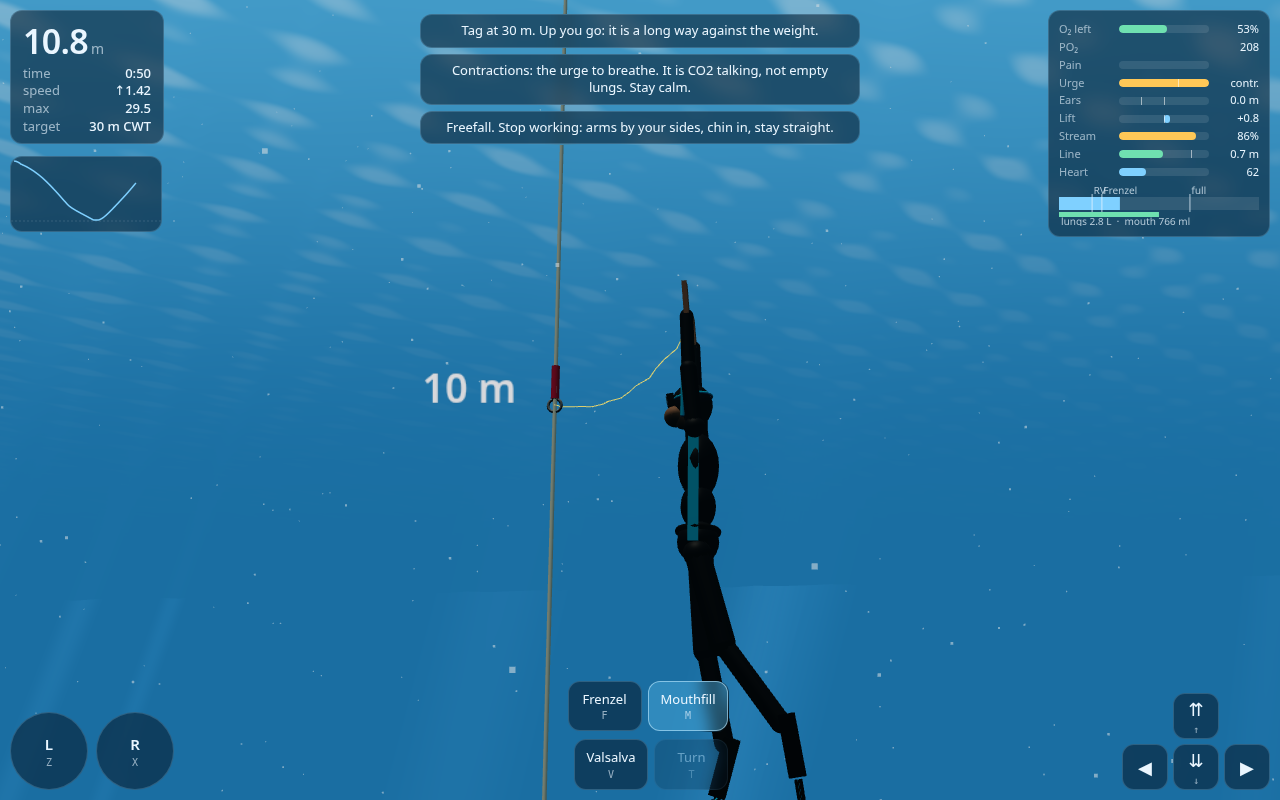 10.8 m
time 0:50
speed ↑1.42
max 29.5
target 30 m CWT
Tag at 30 m. Up you go: it is a long way against the weight.
Contractions: the urge to breathe. It is CO2 talking, not empty
lungs. Stay calm.
Freefall. Stop working: arms by your sides, chin in, stay straight.
O₂ left 53%
PO₂ 208
Pain
Urge contr.
Ears 0.0 m
Lift +0.8
Stream 86%
Line 0.7 m
Heart 62
RV Frenzel full
lungs 2.8 L · mouth 766 ml
10 m
Frenzel
F
Mouthfill
M
Valsalva
V
Turn
T
L
Z
R
X
⇈
↑
◀
⇊
↓
▶